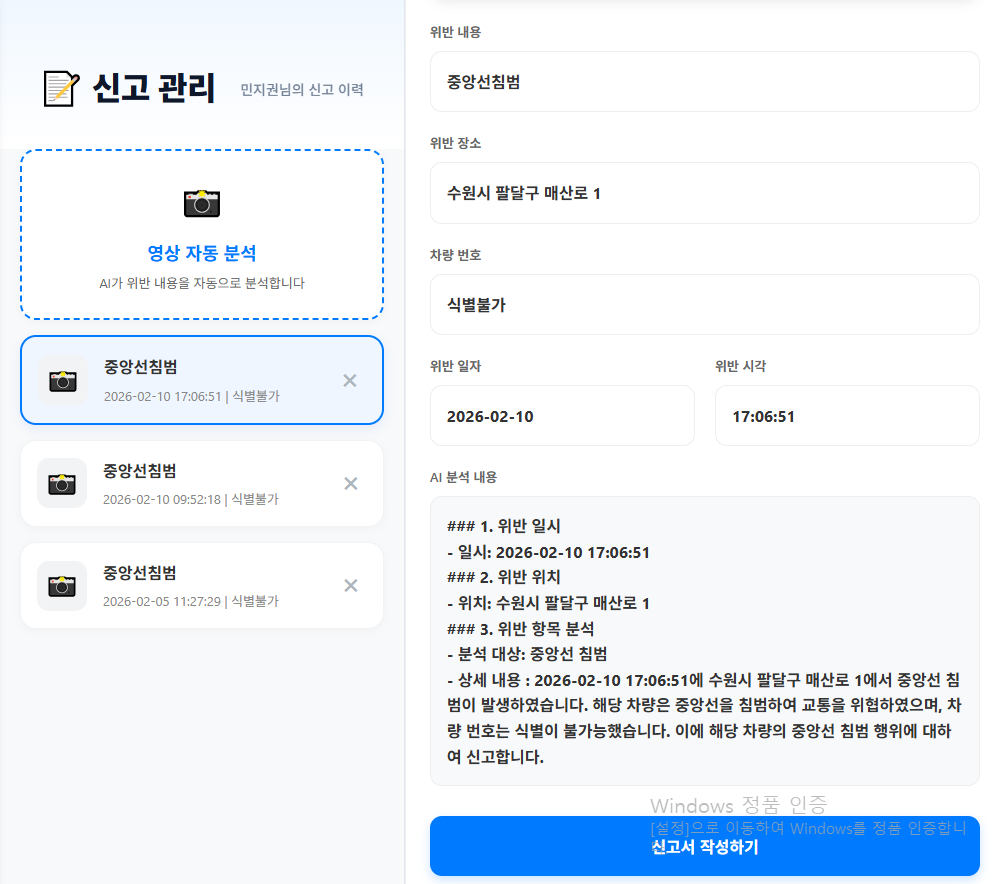 신고 관리
민지권님의 신고 이력
영상 자동 분석
AI가 위반 내용을 자동으로 분석합니다
중앙선침범
2026-02-10 17:06:51 | 식별불가
×
중앙선침범
2026-02-10 09:52:18 | 식별불가
×
중앙선침범
2026-02-05 11:27:29 | 식별불가
×
위반 내용
중앙선침범
위반 장소
수원시 팔달구 매산로 1
차량 번호
식별불가
위반 일자
위반 시각
2026-02-10
17:06:51
AI 분석 내용
### 1. 위반 일시
- 일시: 2026-02-10 17:06:51
### 2. 위반 위치
- 위치: 수원시 팔달구 매산로 1
### 3. 위반 항목 분석
- 분석 대상: 중앙선 침범
- 상세 내용 : 2026-02-10 17:06:51에 수원시 팔달구 매산로 1에서 중앙선 침
범이 발생하였습니다. 해당 차량은 중앙선을 침범하여 교통을 위협하였으며, 차
량 번호는 식별이 불가능했습니다. 이에 해당 차량의 중앙선 침범 행위에 대하
여 신고합니다.
Windows 정품 인증
[설정]으로 이동하여 Windows를 정품 인증합니
신고서 작성하기